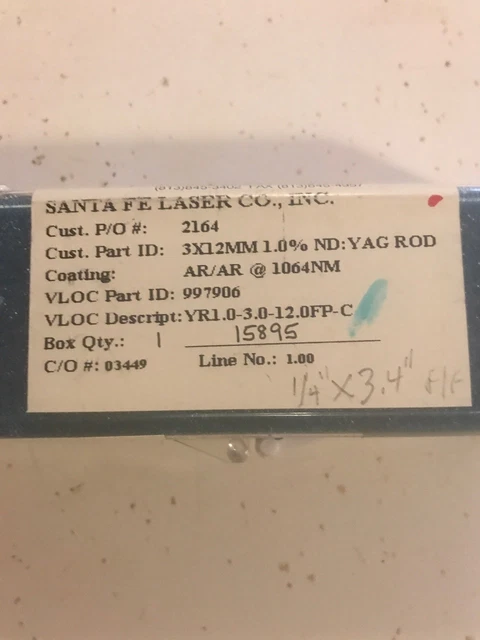 SANTA FE LASER CO., INC.
Cust. P/O #: 2164
Cust. Part ID: 3X12MM 1.0% ND:YAG ROD
Coating: AR/AR @ 1064NM
VLOC Part ID: 997906
VLOC Descript: YR1.0-3.0-12.0FP-C
Box Qty.: 1 15895
C/O #: 03449 Line No.: 1.00
1/4" X 3.4"